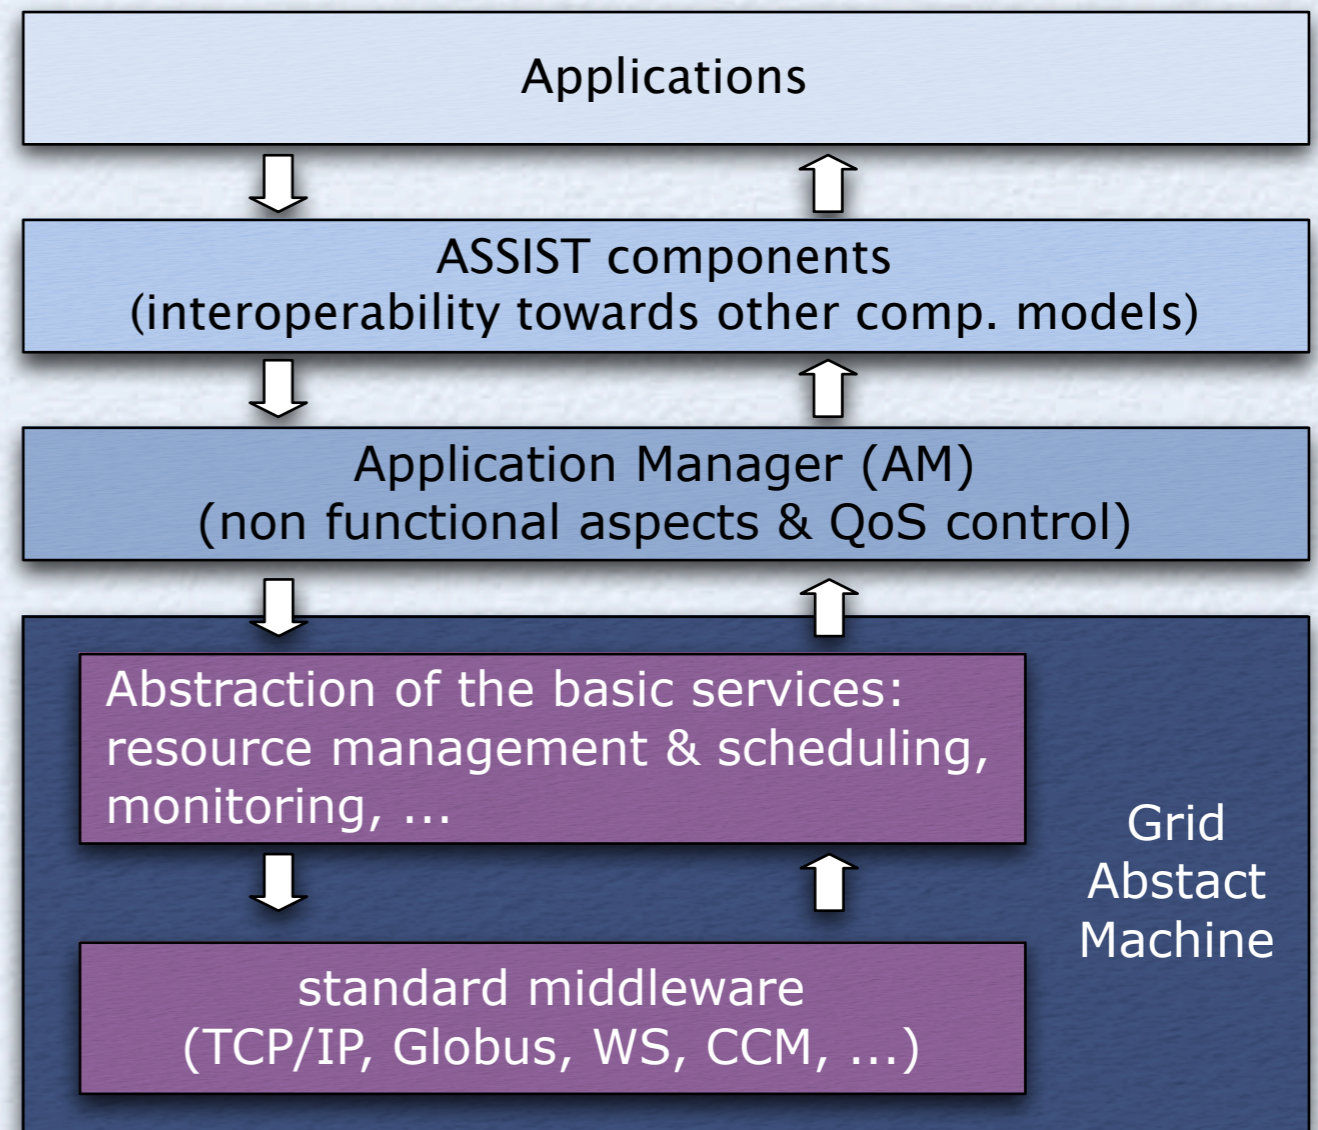 Applications
ASSIST components
(interoperability towards other comp. models)
Application Manager (AM)
(non functional aspects & QoS control)
Abstraction of the basic services:
resource management & scheduling,
monitoring, ...
Grid
Abstact
Machine
standard middleware
(TCP/IP, Globus, WS, CCM, ...)